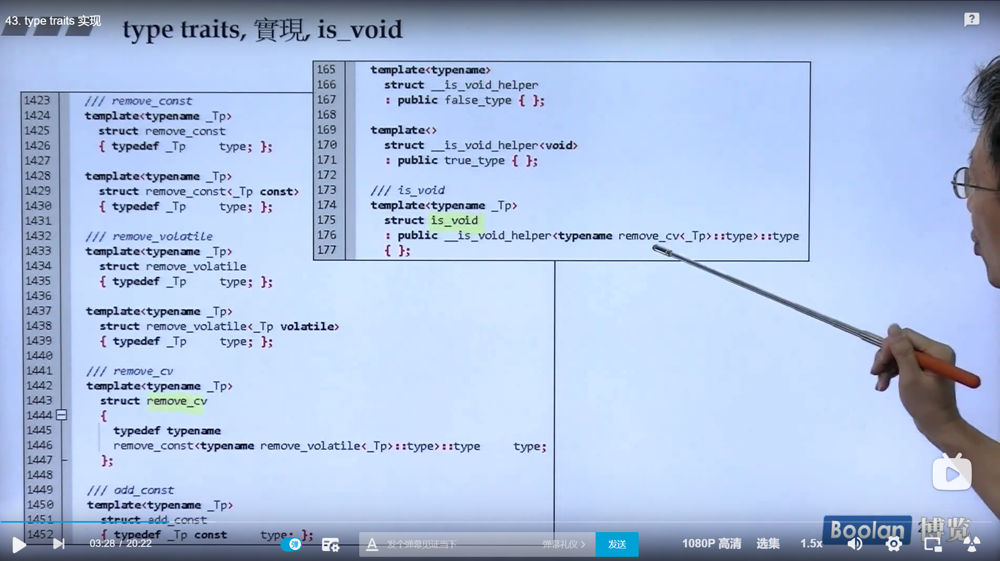 43. type traits 实现
type traits, 實現, is_void
1423 /// remove_const
1424 template<typename _Tp>
1425 struct remove_const
1426 { typedef _Tp type; };
1427
1428 template<typename _Tp>
1429 struct remove_const<_Tp const>
1430 { typedef _Tp type; };
1431
1432 /// remove_volatile
1433 template<typename _Tp>
1434 struct remove_volatile
1435 { typedef _Tp type; };
1436
1437 template<typename _Tp>
1438 struct remove_volatile<_Tp volatile>
1439 { typedef _Tp type; };
1440
1441 /// remove_cv
1442 template<typename _Tp>
1443 struct remove_cv
1444 {
1445 typedef typename
1446 remove_const<typename remove_volatile<_Tp>::type>::type type;
1447 };
1448
1449 /// add_const
1450 template<typename _Tp>
1451 struct add_const
1452 { typedef _Tp const type; };
165 template<typename>
166 struct __is_void_helper
167 : public false_type { };
168
169 template<>
170 struct __is_void_helper<void>
171 : public true_type { };
172
173 /// is_void
174 template<typename _Tp>
175 struct is_void
176 : public __is_void_helper<typename remove_cv<_Tp>::type>::type
177 { };
Boolan 博览
03:28 / 20:22
弹
发个弹幕见证当下
弹幕礼仪 >
发送
1080P 高清
选集
1.5x